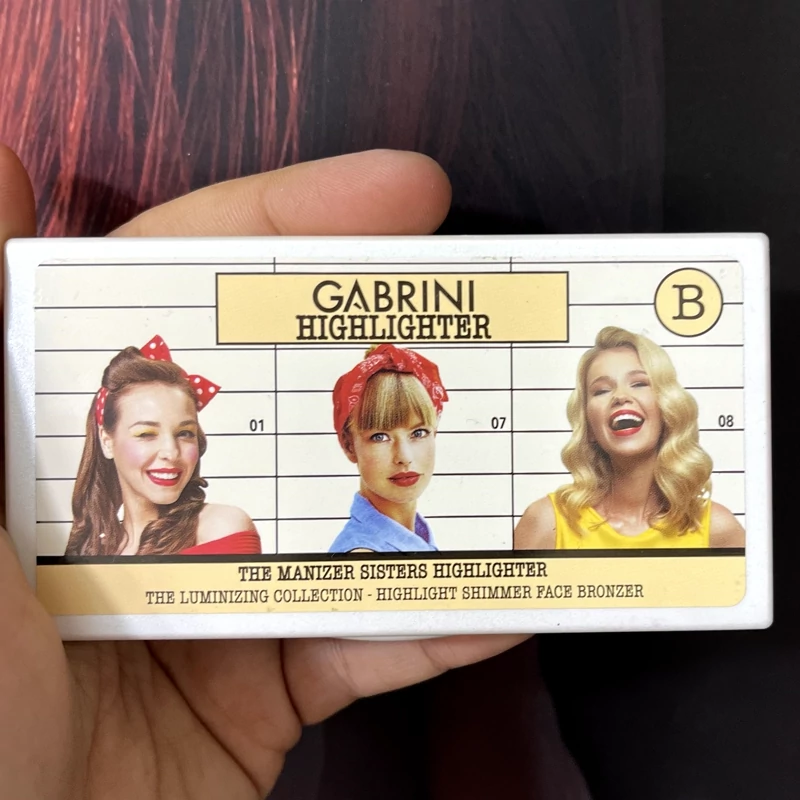 GABRINI
HIGHLIGHTER
B
01
07
08
THE MANIZER SISTERS HIGHLIGHTER
THE LUMINIZING COLLECTION - HIGHLIGHT SHIMMER FACE BRONZER